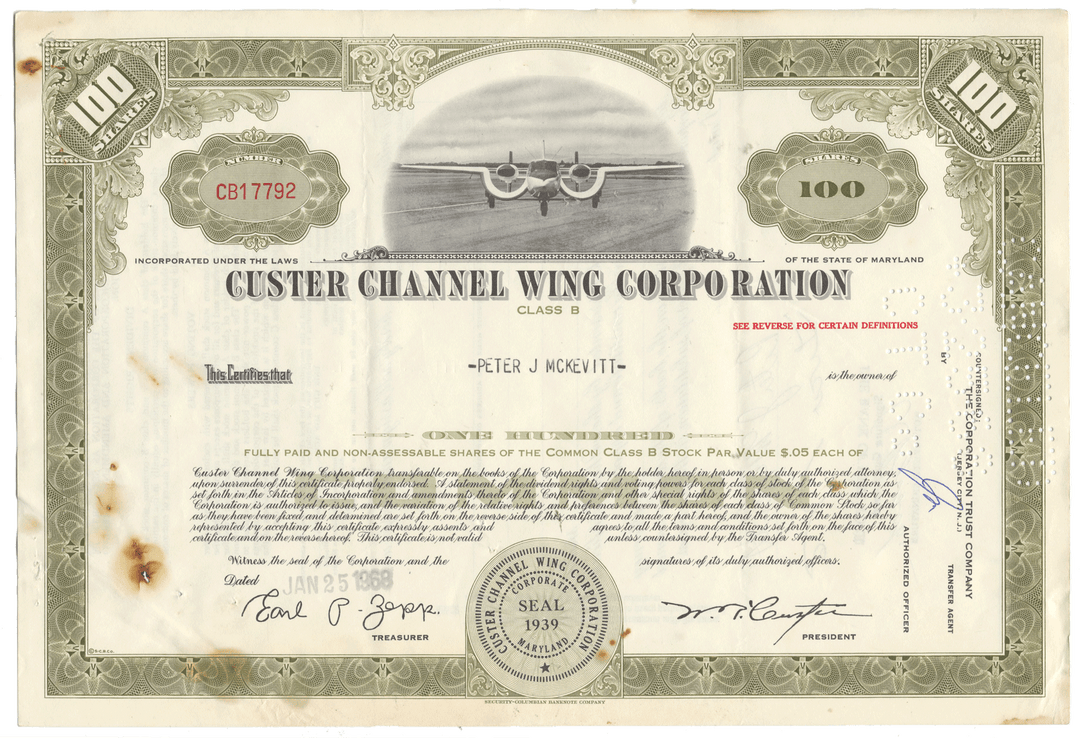 100
SHARES
100
SHARES
NUMBER
CB17792
SHARES
100
INCORPORATED UNDER THE LAWS
OF THE STATE OF MARYLAND
CUSTER CHANNEL WING CORPORATION
CLASS B
SEE REVERSE FOR CERTAIN DEFINITIONS
This Certifies that
-PETER J MCKEVITT-
is the owner of
ONE HUNDRED
FULLY PAID AND NON-ASSESSABLE SHARES OF THE COMMON CLASS B STOCK PAR VALUE $.05 EACH OF
Custer Channel Wing Corporation transferable on the books of the Corporation by the holder hereof in person or by duly authorized attorney
upon surrender of this certificate properly endorsed. A statement of the dividend rights and voting powers for each class of stock of the Corporation as
set forth in the Articles of Incorporation and amendments thereto of the Corporation and other special rights of the shares of each class which the
Corporation is authorized to issue, and the variation of the relative rights and preferences between the share of each class of Common Stock so far
as they have been fixed and determined are set forth on the reverse side of this certificate and made a part hereof, and the owner of the shares hereby
represented by accepting this certificate expressly assents and agrees to all the terms and conditions set forth on the face of this
certificate and on the reverse hereof. This certificate is not valid unless countersigned by the Transfer Agent.
Witness the seal of the Corporation and the signatures of its duly authorized officers.
Dated JAN 25 1968
Earl P. Zepp.
TREASURER
CUSTER CHANNEL WING CORPORATION
CORPORATE
SEAL
1939
MARYLAND
W. R. Custer
PRESIDENT
COUNTERSIGNED:
THE CORPORATION TRUST COMPANY
(JERSEY CITY, N.J.)
TRANSFER AGENT
BY
AUTHORIZED OFFICER
SECURITY-COLUMBIAN BANKNOTE COMPANY